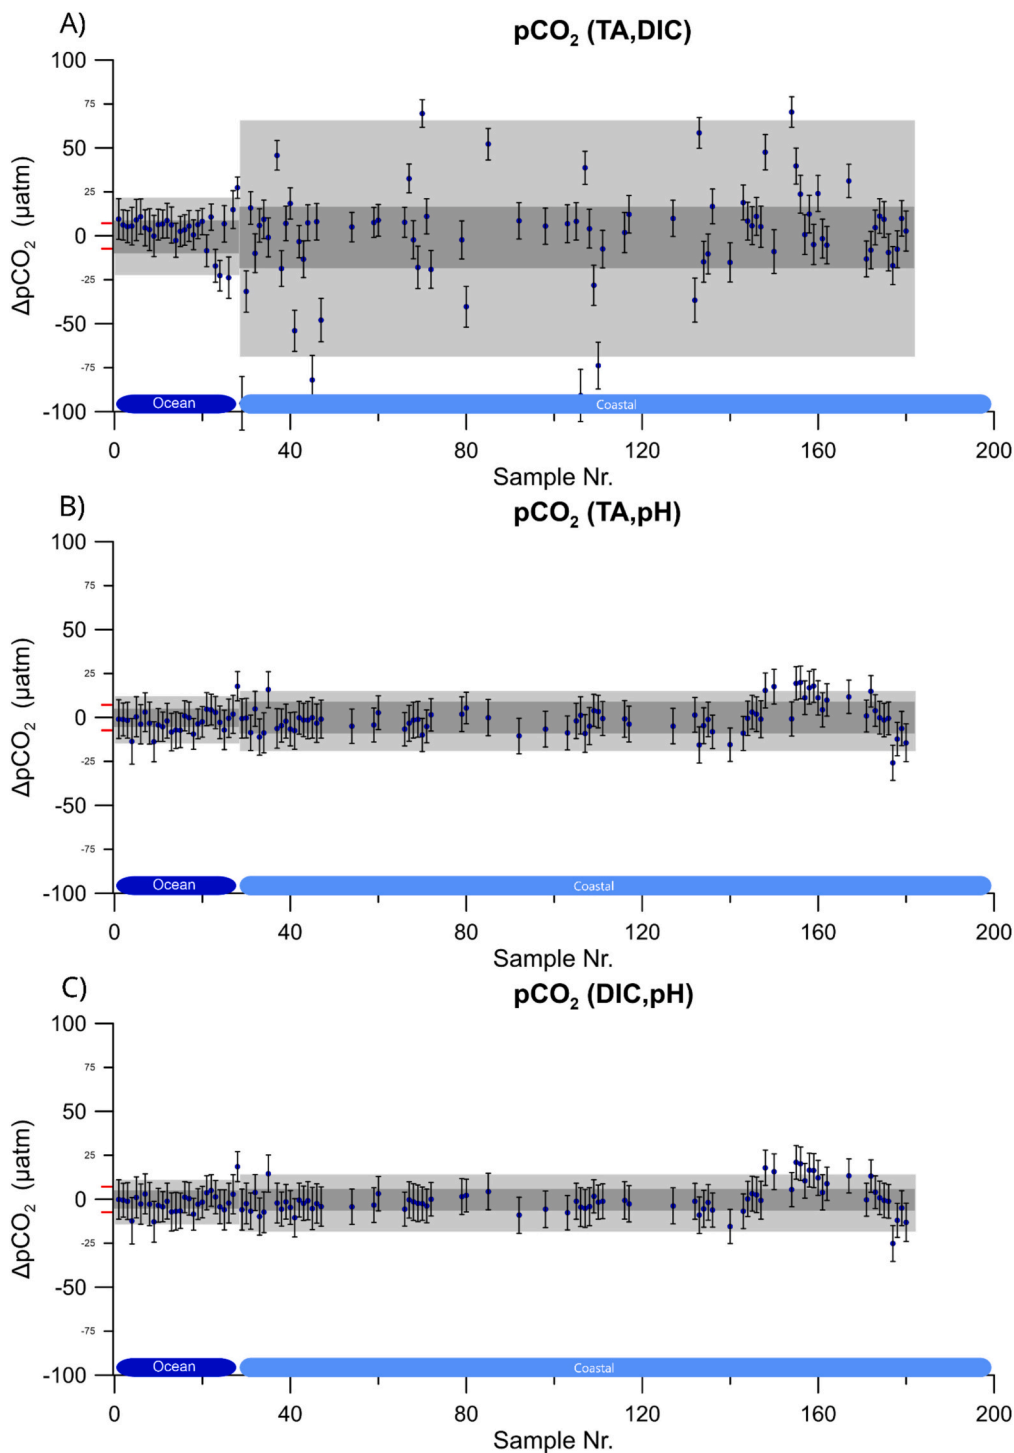 A)
pCO₂ (TA,DIC)
100
75
50
25
0
-25
-50
-75
-100
ΔpCO₂ (µatm)
Ocean
Coastal
0
40
80
120
160
200
Sample Nr.
B)
pCO₂ (TA,pH)
100
75
50
25
0
-25
-50
-75
-100
ΔpCO₂ (µatm)
Ocean
Coastal
0
40
80
120
160
200
Sample Nr.
C)
pCO₂ (DIC,pH)
100
75
50
25
0
-25
-50
-75
-100
ΔpCO₂ (µatm)
Ocean
Coastal
0
40
80
120
160
200
Sample Nr.